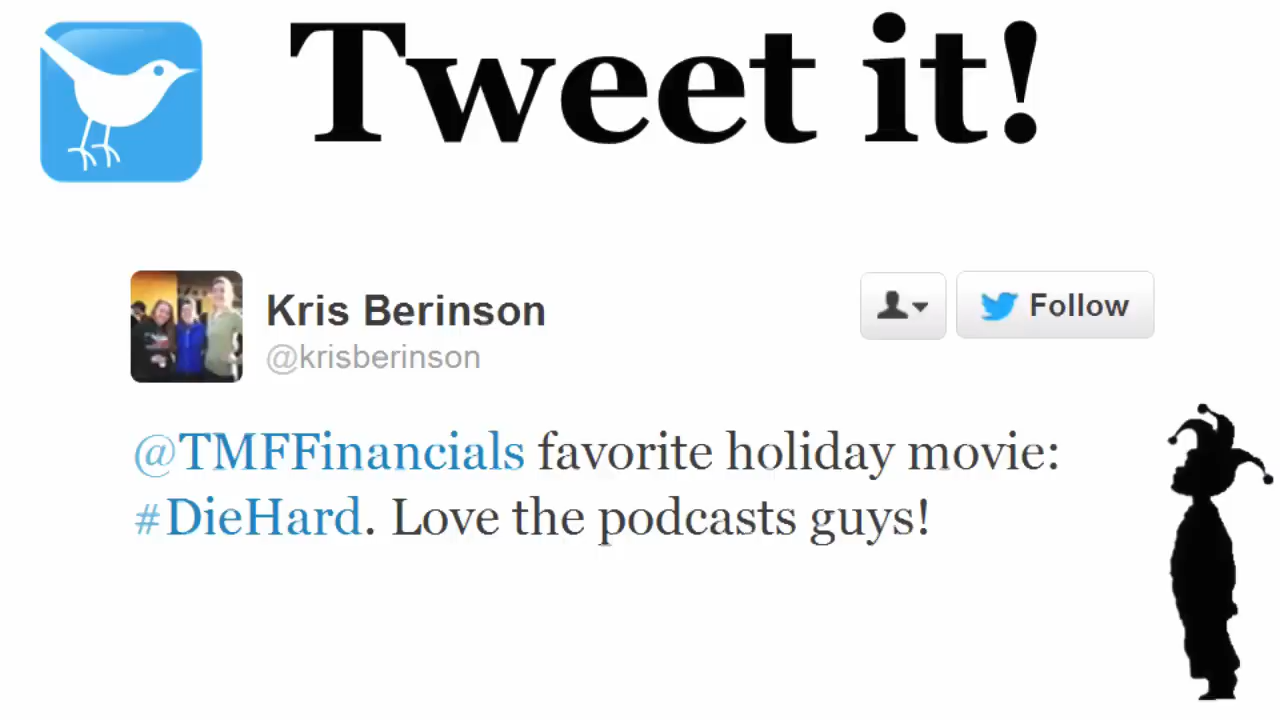 Tweet it!
Kris Berinson
@krisberinson
Follow
@TMFFinancials favorite holiday movie:
#DieHard. Love the podcasts guys!